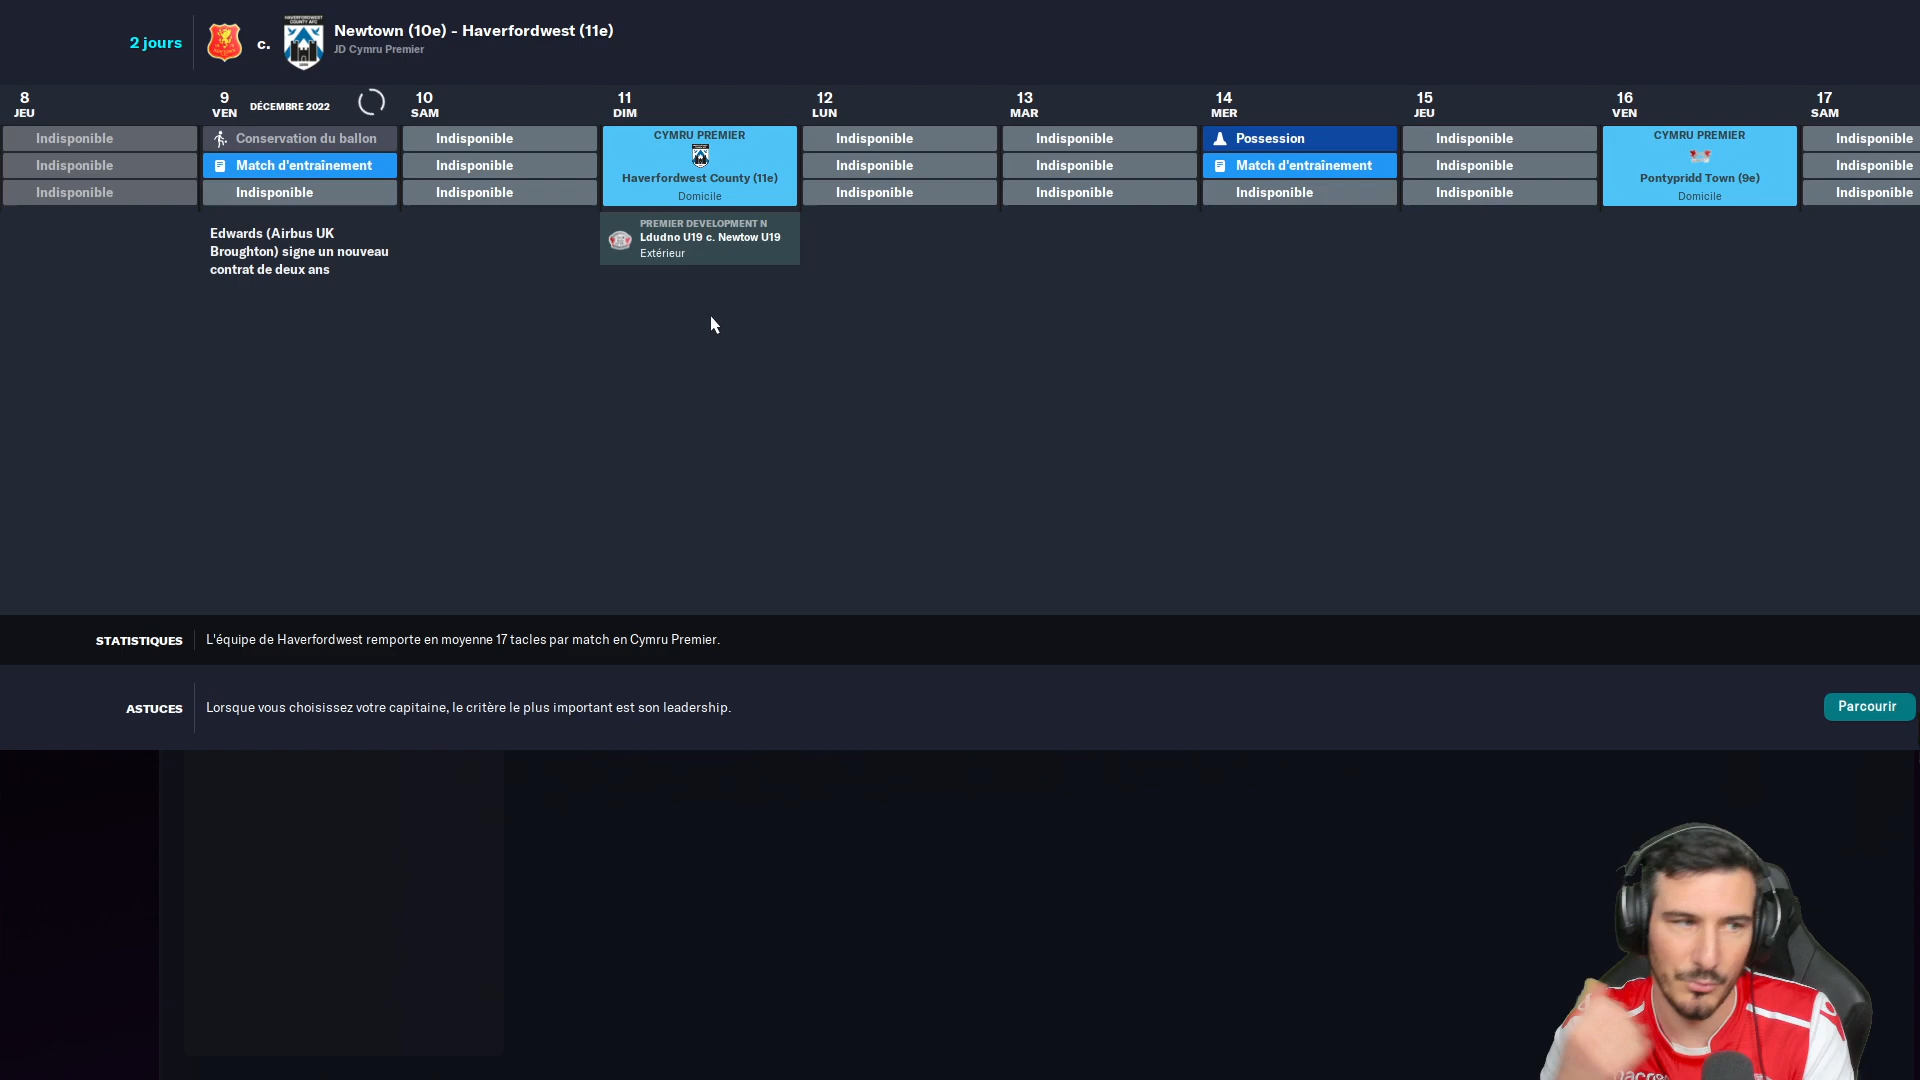 2 jours
c.
Newtown (10e) - Haverfordwest (11e)
JD Cymru Premier
8
JEU
9
VEN
DÉCEMBRE 2022
10
SAM
11
DIM
12
LUN
13
MAR
14
MER
15
JEU
16
VEN
17
SAM
Indisponible
Indisponible
Indisponible
Conservation du ballon
Match d'entraînement
Indisponible
Edwards (Airbus UK
Broughton) signe un nouveau
contrat de deux ans
Indisponible
Indisponible
Indisponible
CYMRU PREMIER
Haverfordwest County (11e)
Domicile
PREMIER DEVELOPMENT N
Ldudno U19 c. Newtow U19
Extérieur
Indisponible
Indisponible
Indisponible
Indisponible
Indisponible
Indisponible
Possession
Match d'entraînement
Indisponible
Indisponible
Indisponible
Indisponible
CYMRU PREMIER
Pontypridd Town (9e)
Domicile
Indisponible
Indisponible
Indisponible
STATISTIQUES
L'équipe de Haverfordwest remporte en moyenne 17 tacles par match en Cymru Premier.
ASTUCES
Lorsque vous choisissez votre capitaine, le critère le plus important est son leadership.
Parcourir